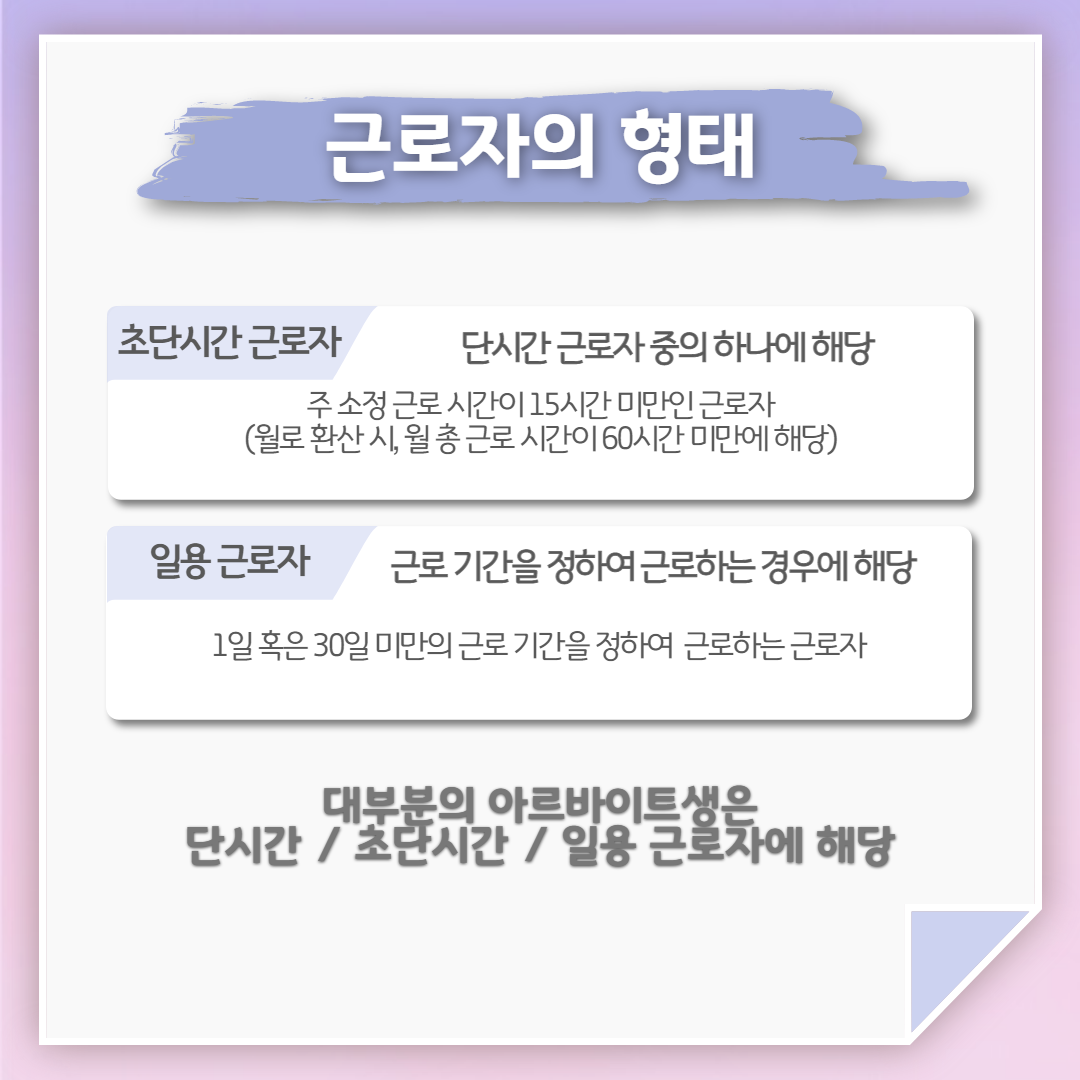 근로자의 형태
초단시간 근로자
단시간 근로자 중의 하나에 해당
주 소정 근로 시간이 15시간 미만인 근로자
(월로 환산 시, 월 총 근로 시간이 60시간 미만에 해당)
일용 근로자
근로 기간을 정하여 근로하는 경우에 해당
1일 혹은 30일 미만의 근로 기간을 정하여 근로하는 근로자
대부분의 아르바이트생은
단시간 / 초단시간 / 일용 근로자에 해당